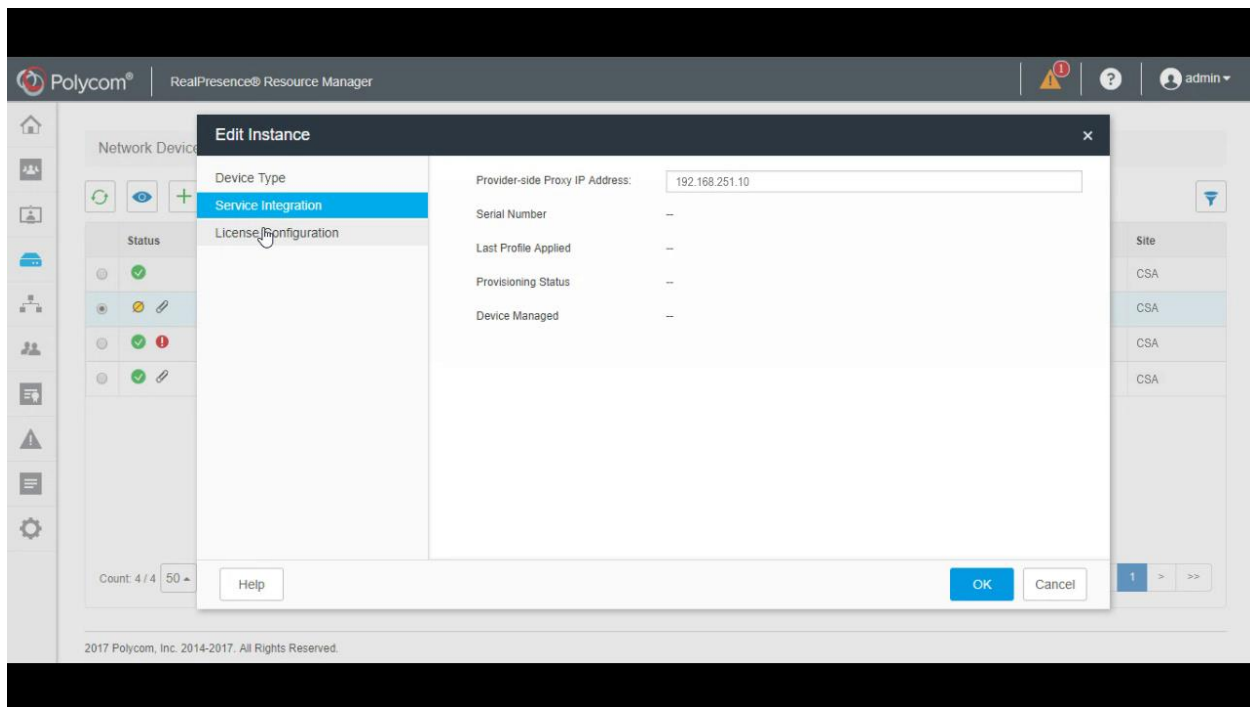 Polycom® RealPresence® Resource Manager 1 ? admin
Edit Instance ×
Network Device
Device Type
Service Integration
License Configuration
Provider-side Proxy IP Address: 192.168.251.10
Serial Number --
Last Profile Applied --
Provisioning Status --
Device Managed --
Status Site
CSA
CSA
CSA
CSA
Count: 4 / 4 50 1 > >>
Help OK Cancel
2017 Polycom, Inc. 2014-2017. All Rights Reserved.